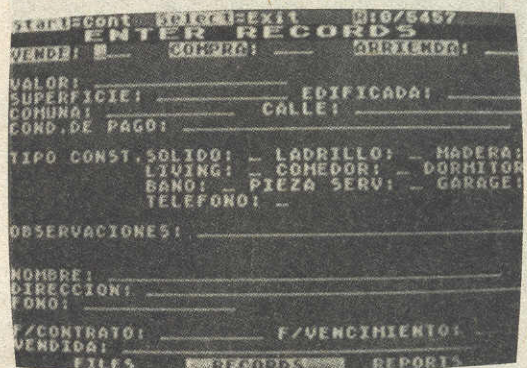 Start=Cont Select=Exit R:0/5457
ENTER RECORDS
VENDE: COMPRA: ARRIENDA:
VALOR:
SUPERFICIE: EDIFICADA:
COMUNA: CALLE:
COND.DE PAGO:
TIPO CONST.SOLIDO: _ LADRILLO: _ MADERA:
LIVING: _ COMEDOR: _ DORMITOR
BANO: _ PIEZA SERV: _ GARAGE:
TELEFONO: _
OBSERVACIONES:
NOMBRE:
DIRECCION:
FONO:
F/CONTRATO: F/VENCIMIENTO:
VENDIDA:
FILES RECORDS REPORTS